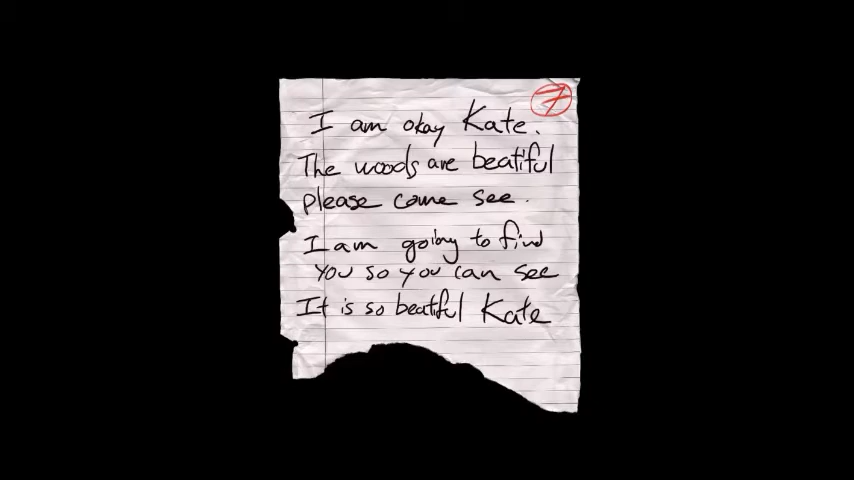 7
I am okay Kate.
The woods are beatiful
please come see.
I am going to find
you so you can see
It is so beatiful Kate